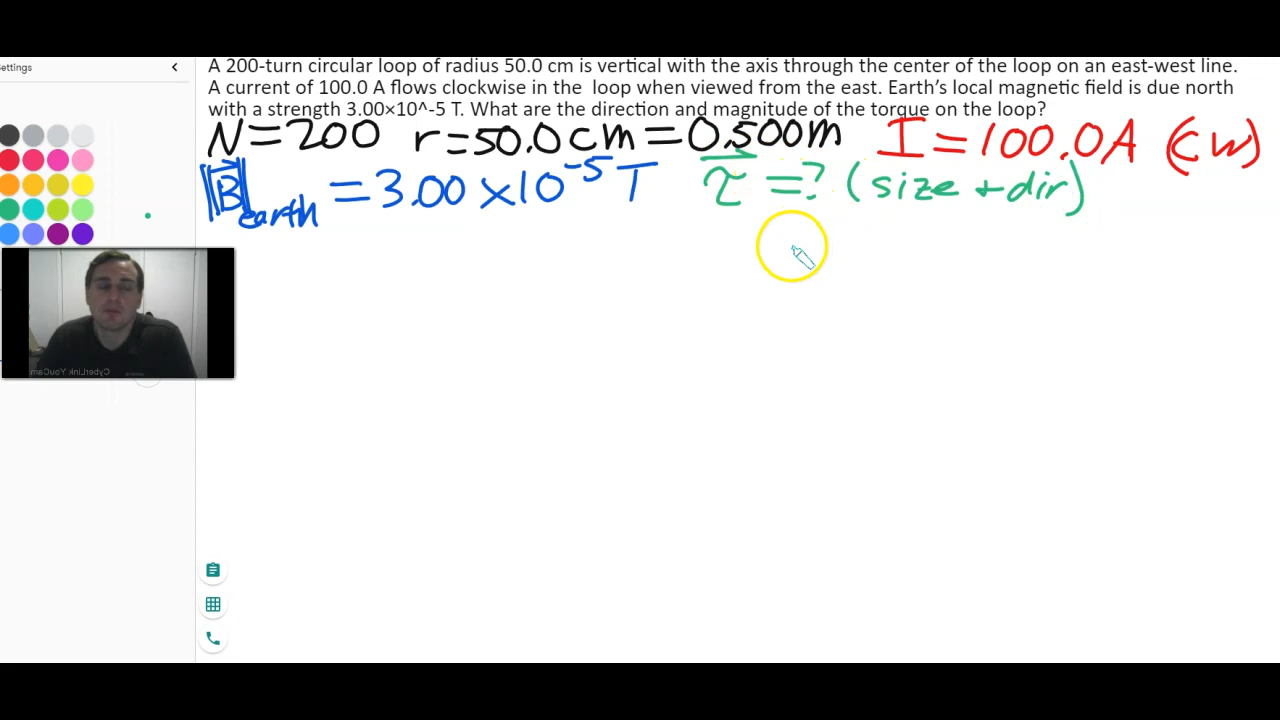 ettings
A 200-turn circular loop of radius 50.0 cm is vertical with the axis through the center of the loop on an east-west line.
A current of 100.0 A flows clockwise in the loop when viewed from the east. Earth's local magnetic field is due north
with a strength 3.00×10^-5 T. What are the direction and magnitude of the torque on the loop?
N=200 r=50.0cm=0.500m I=100.0A (CW)
|B⃗|earth = 3.00 ×10⁻⁵ T τ⃗ =? (size + dir)
CyberLink YouCam